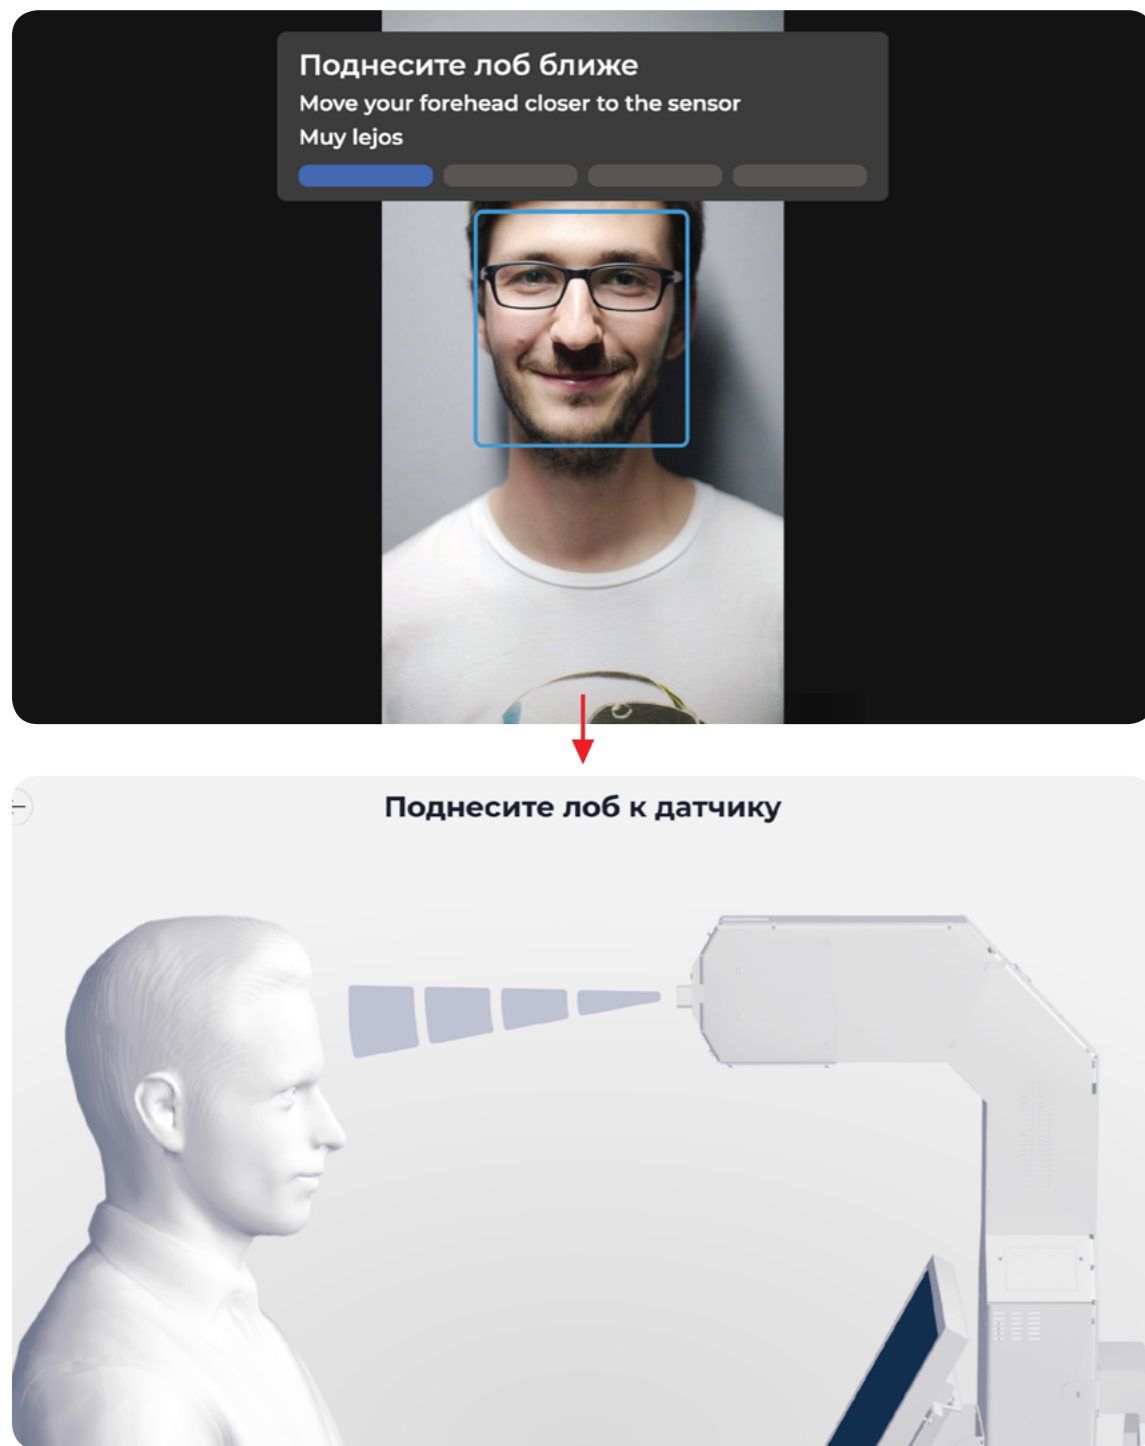 Поднесите лоб ближе
Move your forehead closer to the sensor
Muy lejos
Поднесите лоб к датчику